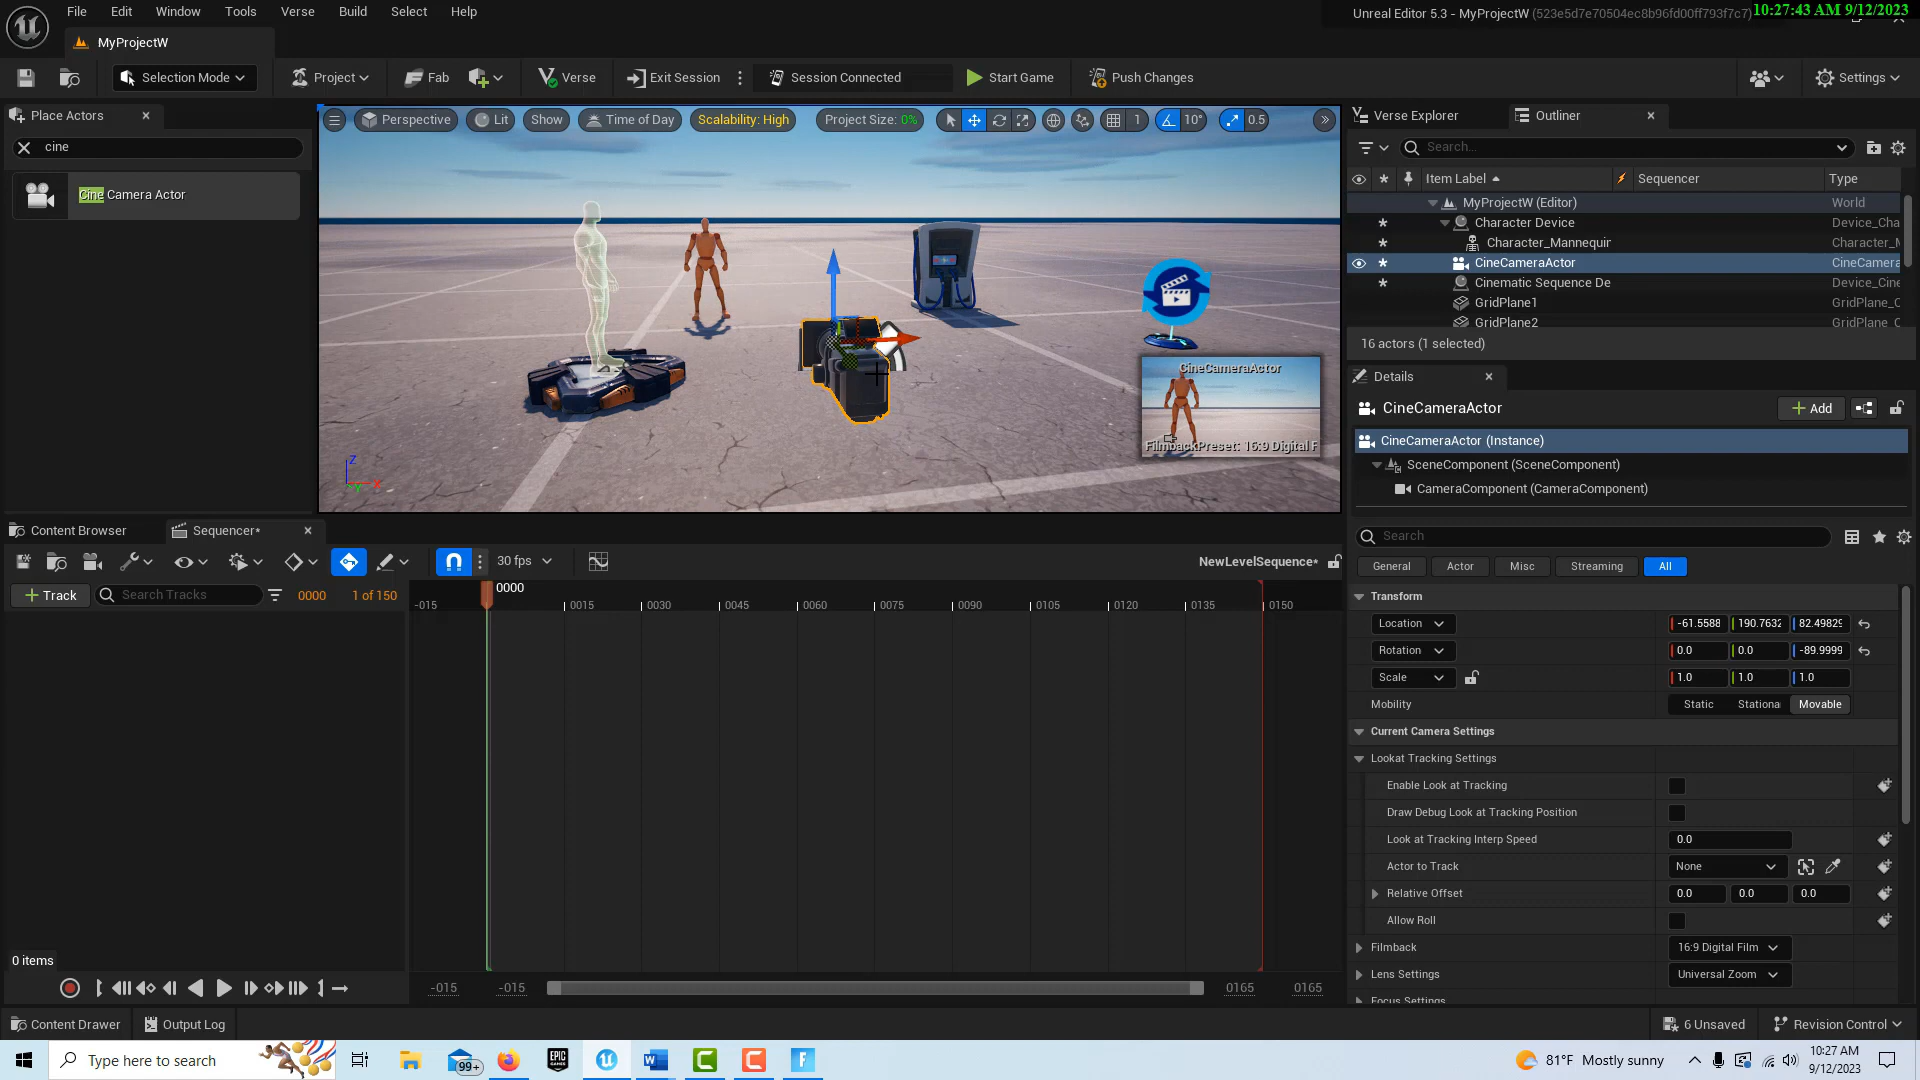 File Edit Window Tools Verse Build Select Help
Unreal Editor 5.3 - MyProjectW (523e5d7e70504ec8b96fd00ff793f7c7)
10:27:43 AM 9/12/2023
MyProjectW
Selection Mode Project Fab Verse Exit Session Session Connected Start Game Push Changes Settings
Place Actors
cine
Cine Camera Actor
Perspective Lit Show Time of Day Scalability: High Project Size: 0% 1 10° 0.5
CineCameraActor
FilmbackPreset: 16:9 Digital F
Z
X
Y
Verse Explorer Outliner
Search...
Item Label Sequencer Type
MyProjectW (Editor) World
Character Device Device_Cha
Character_Mannequin Character_M
CineCameraActor CineCamera
Cinematic Sequence De Device_Cine
GridPlane1 GridPlane_C
GridPlane2 GridPlane_C
16 actors (1 selected)
Details
CineCameraActor Add
CineCameraActor (Instance)
SceneComponent (SceneComponent)
CameraComponent (CameraComponent)
Search
General Actor Misc Streaming All
Transform
Location -61.5588 190.7632 82.49829
Rotation 0.0 0.0 -89.9999
Scale 1.0 1.0 1.0
Mobility Static Stationa Movable
Current Camera Settings
Lookat Tracking Settings
Enable Look at Tracking
Draw Debug Look at Tracking Position
Look at Tracking Interp Speed 0.0
Actor to Track None
Relative Offset 0.0 0.0 0.0
Allow Roll
Filmback 16:9 Digital Film
Lens Settings Universal Zoom
Focus Settings
Content Browser Sequencer*
30 fps
NewLevelSequence*
Track Search Tracks 0000 1 of 150
0000
-015 0015 0030 0045 0060 0075 0090 0105 0120 0135 0150
0 items
-015 -015 0165 0165
Content Drawer Output Log 6 Unsaved Revision Control
Type here to search
99+
EPIC GAMES
W
F
81°F Mostly sunny
10:27 AM
9/12/2023